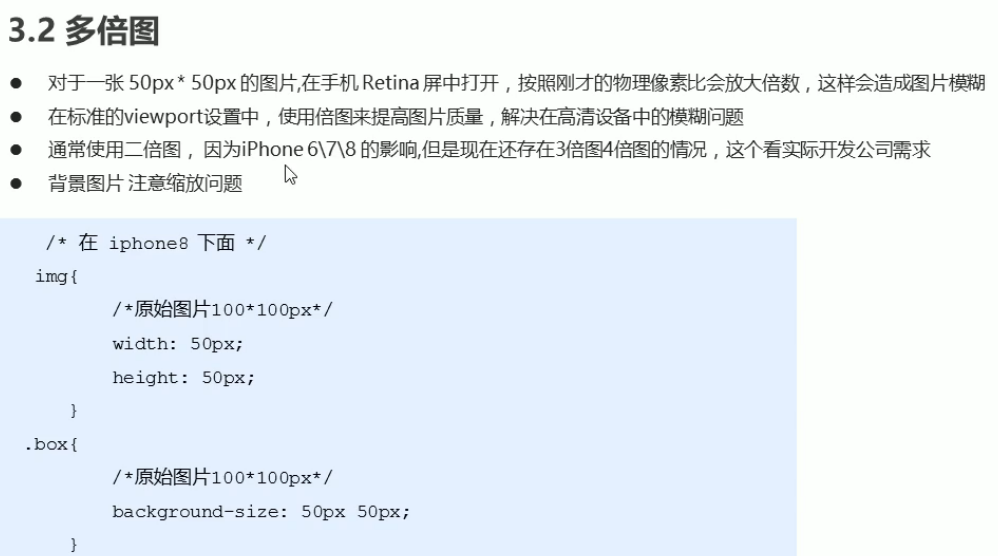 3.2 多倍图
● 对于一张 50px * 50px 的图片,在手机 Retina 屏中打开，按照刚才的物理像素比会放大倍数，这样会造成图片模糊
● 在标准的viewport设置中，使用倍图来提高图片质量，解决在高清设备中的模糊问题
● 通常使用二倍图， 因为iPhone 6\7\8 的影响,但是现在还存在3倍图4倍图的情况，这个看实际开发公司需求
● 背景图片 注意缩放问题
/* 在 iphone8 下面 */
img{
/*原始图片100*100px*/
width: 50px;
height: 50px;
}
.box{
/*原始图片100*100px*/
background-size: 50px 50px;
}